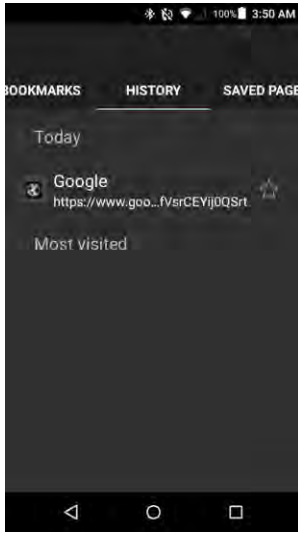 100% 3:50 AM
BOOKMARKS HISTORY SAVED PAGE
Today
Google
https://www.goo...fVsrCEYij0QSrt
Most visited